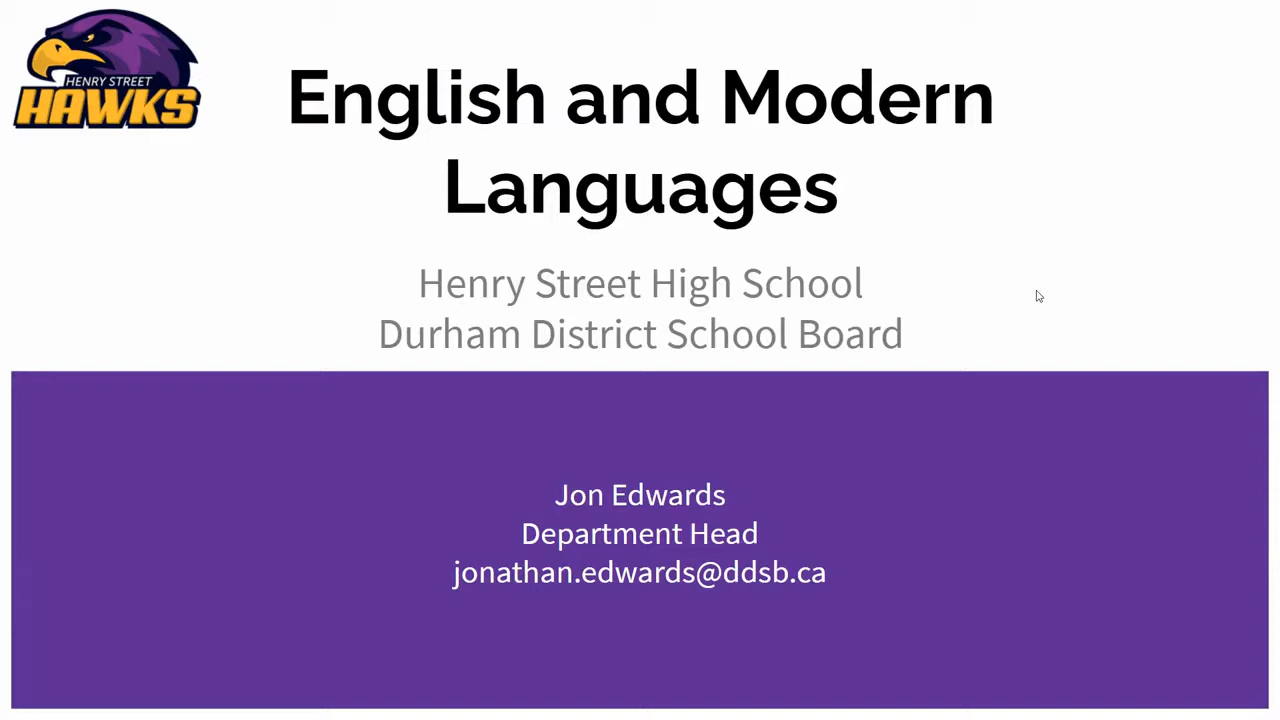 HENRY STREET
HAWKS
English and Modern
Languages
Henry Street High School
Durham District School Board
Jon Edwards
Department Head
jonathan.edwards@ddsb.ca